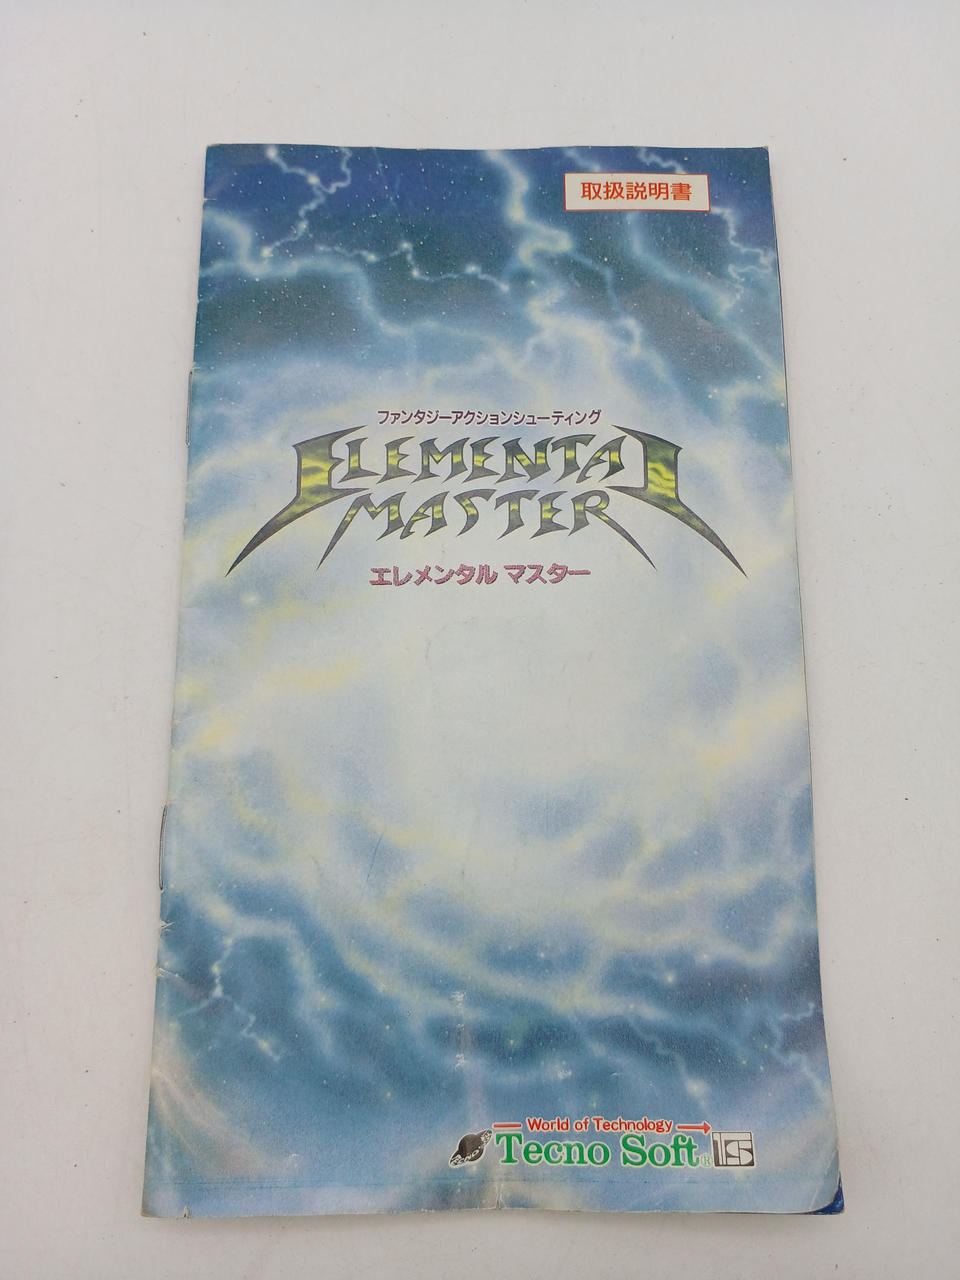 取扱説明書
ファンタジーアクションシューティング
ELEMENTAL
MASTER
エレメンタル マスター
World of Technology
Tecno Soft®